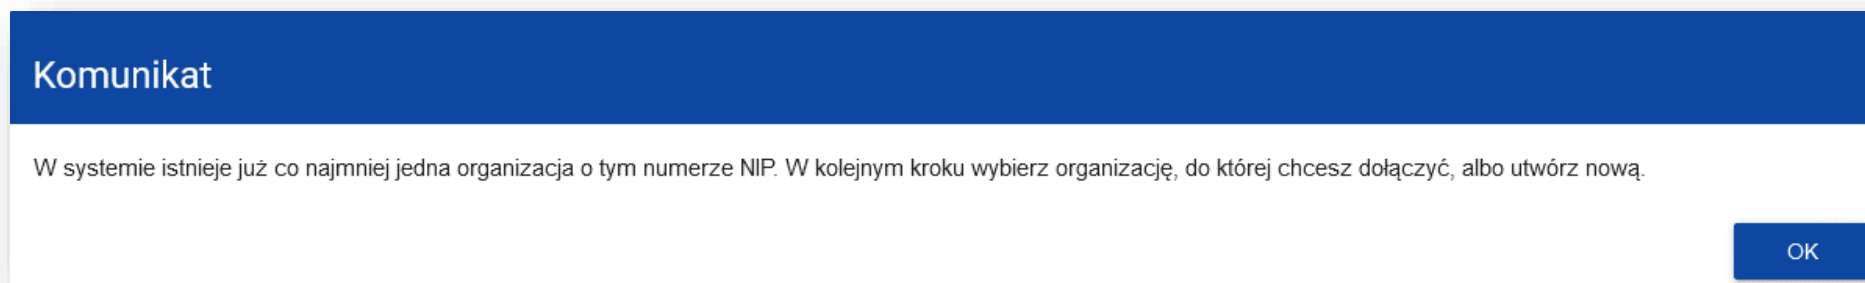 Komunikat
W systemie istnieje już co najmniej jedna organizacja o tym numerze NIP. W kolejnym kroku wybierz organizację, do której chcesz dołączyć, albo utwórz nową.
OK